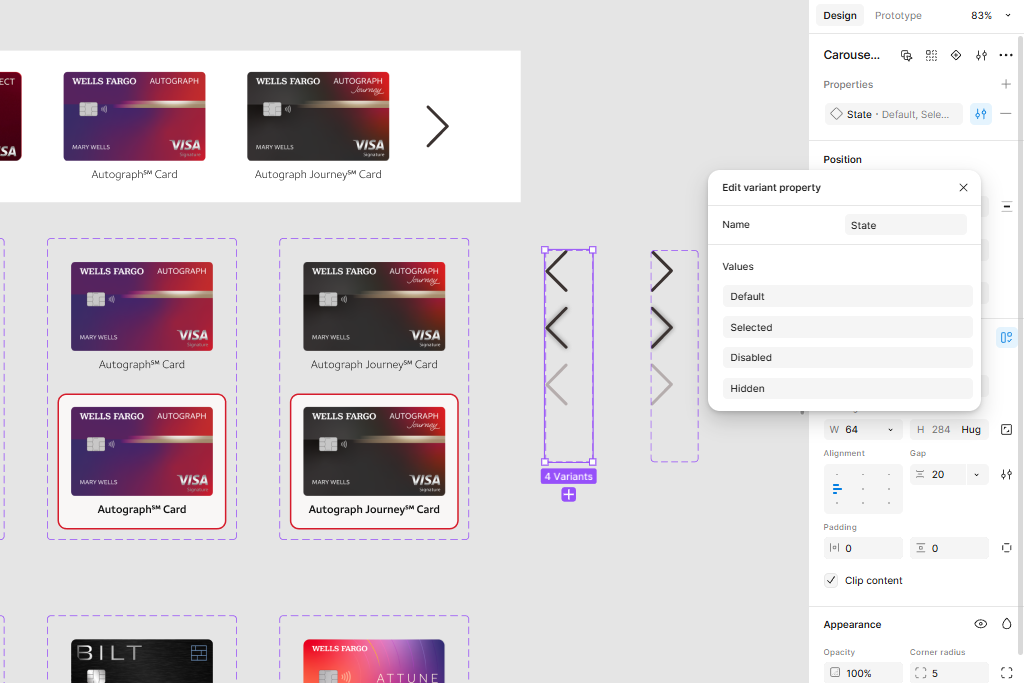 Design
Prototype
83%
Carouse...
Properties
State • Default, Sele...
Position
ECT
WELLS FARGO AUTOGRAPH
MARY WELLS
VISA
Signature
Autograph℠ Card
WELLS FARGO AUTOGRAPH
Journey
MARY WELLS
VISA
Signature
Autograph Journey℠ Card
SA
Edit variant property
Name
State
Values
Default
Selected
Disabled
Hidden
WELLS FARGO AUTOGRAPH
MARY WELLS
VISA
Signature
Autograph℠ Card
WELLS FARGO AUTOGRAPH
Journey
MARY WELLS
VISA
Signature
Autograph Journey℠ Card
WELLS FARGO AUTOGRAPH
MARY WELLS
VISA
Signature
Autograph℠ Card
WELLS FARGO AUTOGRAPH
Journey
MARY WELLS
VISA
Signature
Autograph Journey℠ Card
4 Variants
W 64
H 284 Hug
Alignment
Gap
20
Padding
0
0
Clip content
Appearance
Opacity
Corner radius
100%
5
BILT
WELLS FARGO
ATTUNE